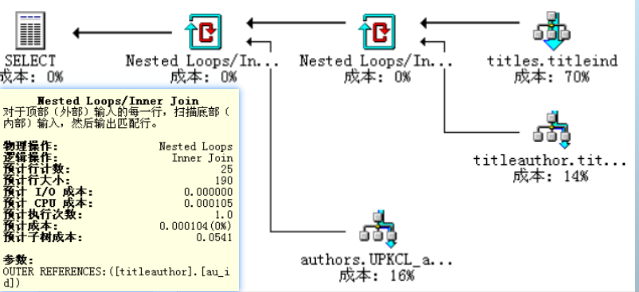 SELECT
成本: 0%
Nested Loops/In...
成本: 0%
Nested Loops/In...
成本: 0%
titles.titleind
成本: 70%
titleauthor.tit...
成本: 14%
authors.UPKCL_a...
成本: 16%
Nested Loops/Inner Join
对于顶部（外部）输入的每一行，扫描底部（
内部）输入，然后输出匹配行。
物理操作: Nested Loops
逻辑操作: Inner Join
预计行计数: 25
预计行大小: 190
预计 I/O 成本: 0.000000
预计 CPU 成本: 0.000105
预计执行次数: 1.0
预计成本: 0.000104(0%)
预计子树成本: 0.0541
参数:
OUTER REFERENCES:([titleauthor].[au_i
d])